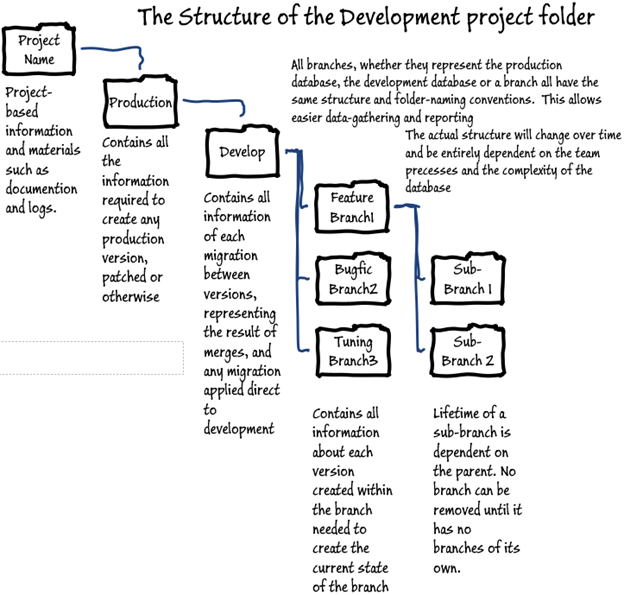 The Structure of the Development project folder
Project
Name
Project-
based
information
and materials
such as
documention
and logs.
Production
Contains all
the
information
required to
create any
production
version,
patched or
otherwise
Develop
Contains all
information
of each
migration
between
versions,
representing
the result of
merges, and
any migration
applied direct
to
development
All branches, whether they represent the production
database, the development database or a branch all have the
same structure and folder-naming conventions. This allows
easier data-gathering and reporting
The actual structure will change over time
and be entirely dependent on the team
precesses and the complexity of the
database
Feature
Branch1
Bugfic
Branch2
Tuning
Branch3
Contains all
information
about each
version
created within
the branch
needed to
create the
current state
of the branch
Sub-
Branch 1
Sub-
Branch 2
Lifetime of a
sub-branch is
dependent on
the parent. No
branch can be
removed until it
has no
branches of its
own.